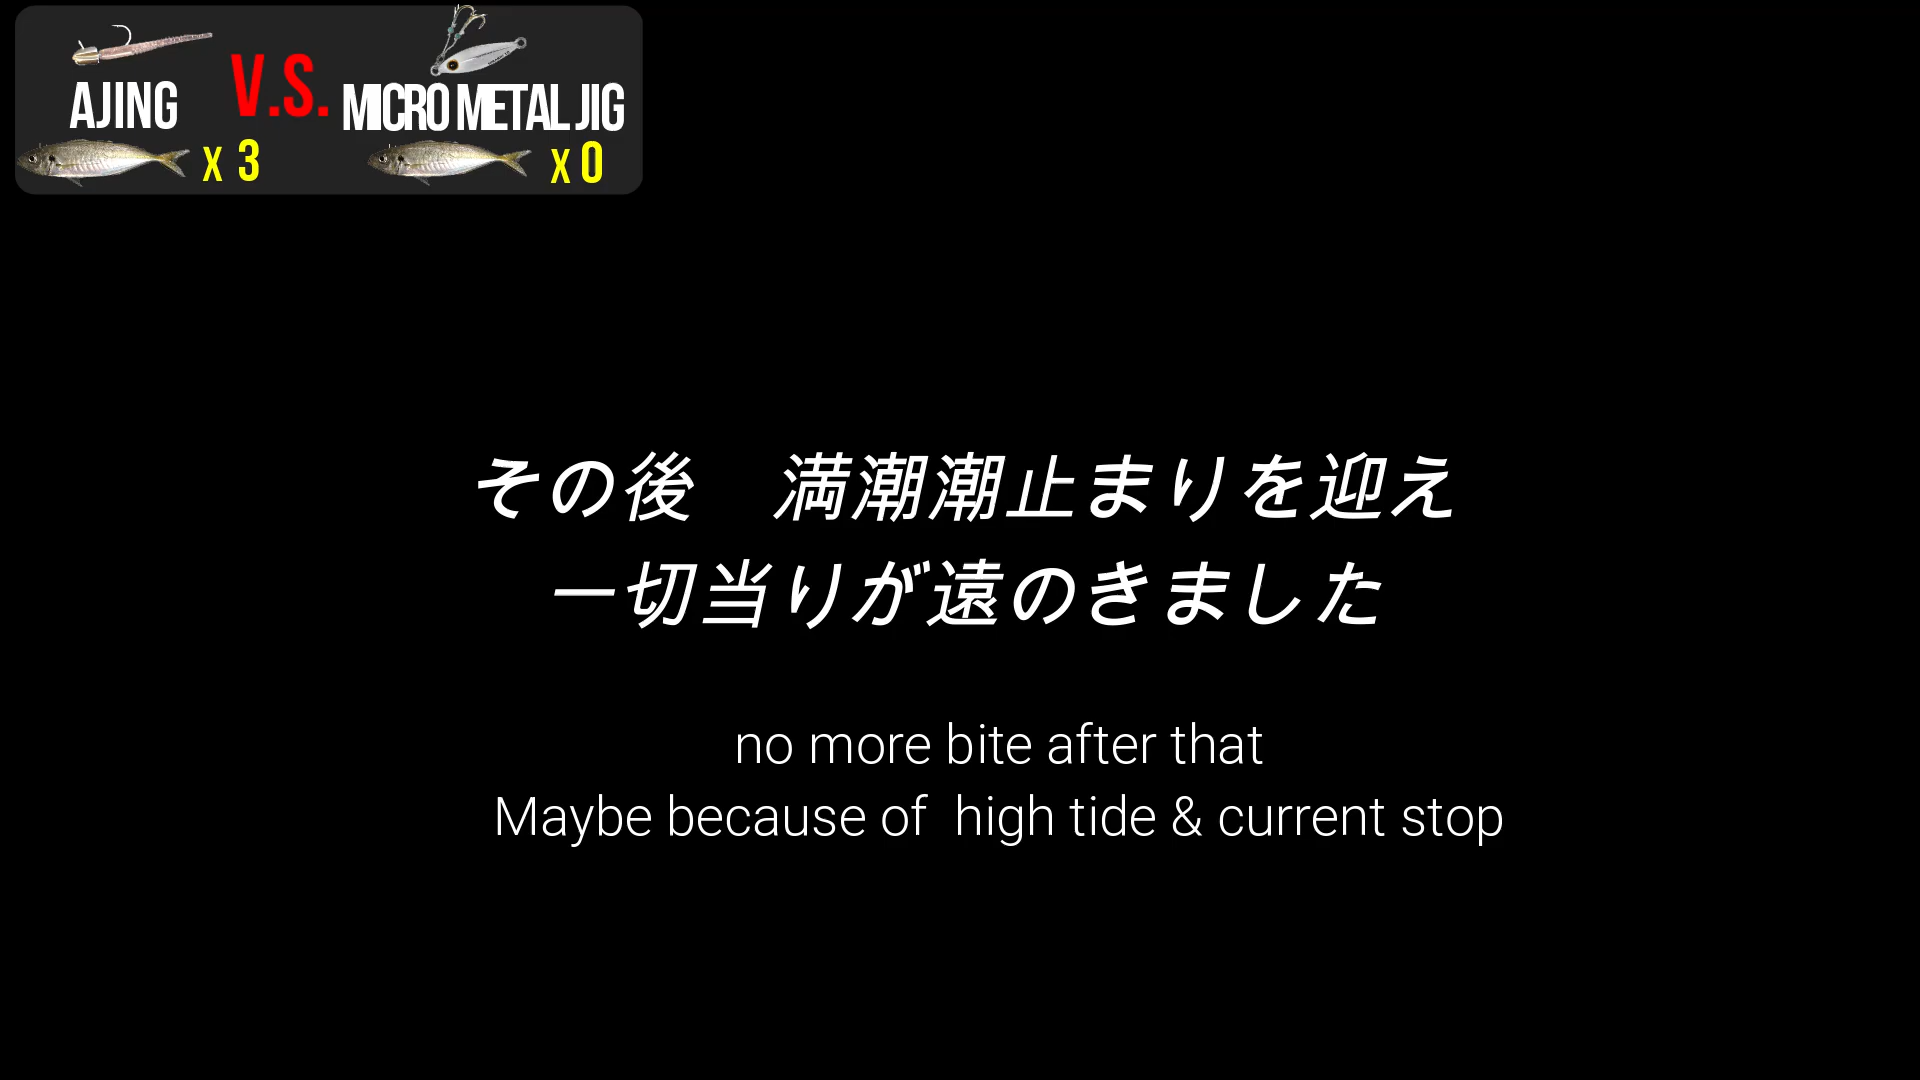 AJING V.S. MICRO METAL JIG
x 3 x 0
その後　満潮潮止まりを迎え
一切当りが遠のきました
no more bite after that
Maybe because of  high tide & current stop